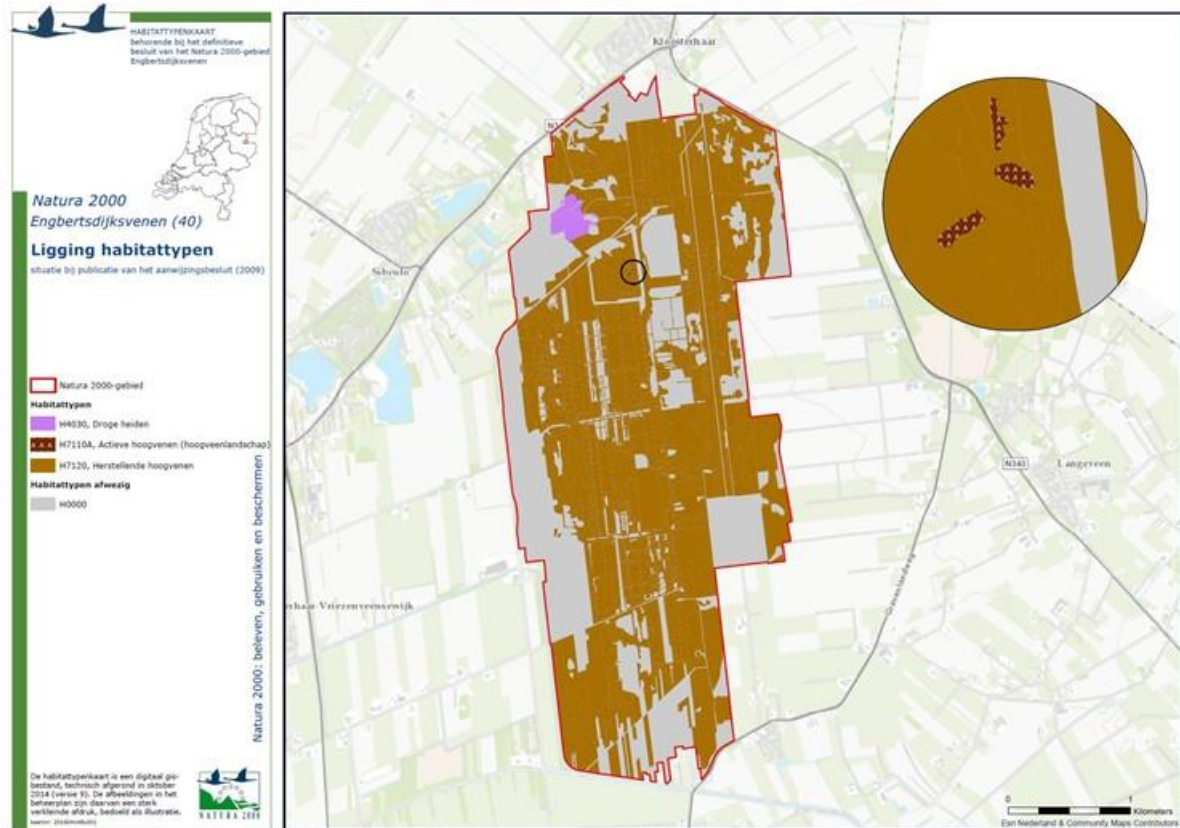 HABITATTYPENKAART
behorende bij het definitieve
besluit van het Natura 2000-gebied
Engbertsdijksvenen
Natura 2000
Engbertsdijksvenen (40)
Ligging habitattypen
situatie bij publicatie van het aanwijzingsbesluit (2009)
Natura 2000-gebied
Habitattypen
H4030, Droge heiden
H7110A, Actieve hoogvenen (hoogveenlandschap)
H7120, Herstellende hoogvenen
Habitattypen afwezig
H0000
Natura 2000: beleven, gebruiken en beschermen
De habitattypenkaart is een digitaal gis-
bestand, technisch afgerond in oktober
2014 (versie 9). De afbeeldingen in het
beheerplan zijn daarvan een sterk
verkleinde afdruk, bedoeld als illustratie.
NATURA 2000
Kloosterhaar
Sibculo
erhaar-Vriezenveensewijk
N343
Langeveen
Gravenlandweg
0 1
Kilometers
Esri Nederland & Community Maps Contributors